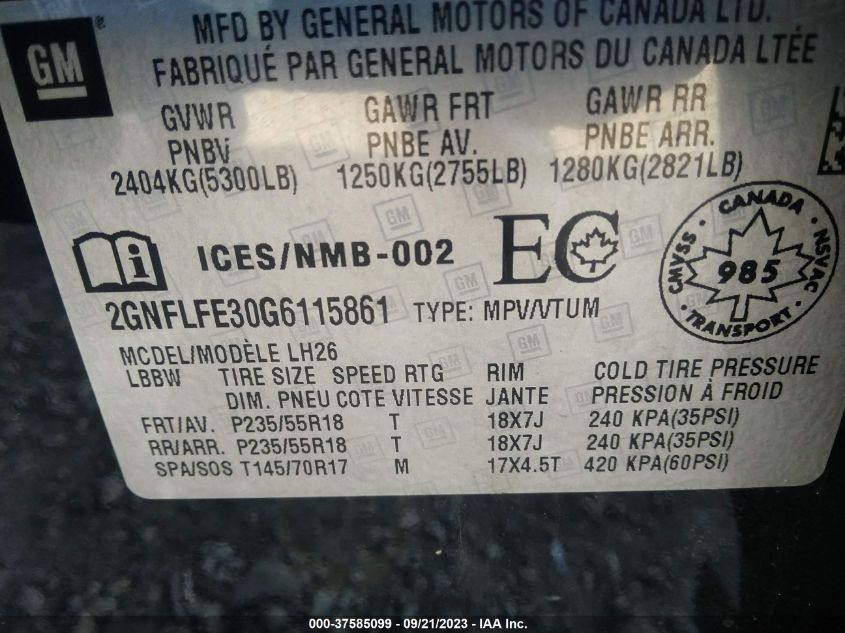 GM
MFD BY GENERAL MOTORS OF CANADA LTD.
FABRIQUÉ PAR GENERAL MOTORS DU CANADA LTÉE
GVWR GAWR FRT GAWR RR
PNBV PNBE AV. PNBE ARR.
2404KG(5300LB) 1250KG(2755LB) 1280KG(2821LB)
ICES/NMB-002 EC
CANADA
CMVSS 985 NSVAC
TRANSPORT
2GNFLFE30G6115861 TYPE: MPV/VTUM
MODEL/MODÈLE LH26
LBBW TIRE SIZE SPEED RTG RIM COLD TIRE PRESSURE
DIM. PNEU COTE VITESSE JANTE PRESSION À FROID
FRT/AV. P235/55R18 T 18X7J 240 KPA(35PSI)
RR/ARR. P235/55R18 T 18X7J 240 KPA(35PSI)
SPA/SOS T145/70R17 M 17X4.5T 420 KPA(60PSI)
000-37585099 - 09/21/2023 - IAA Inc.